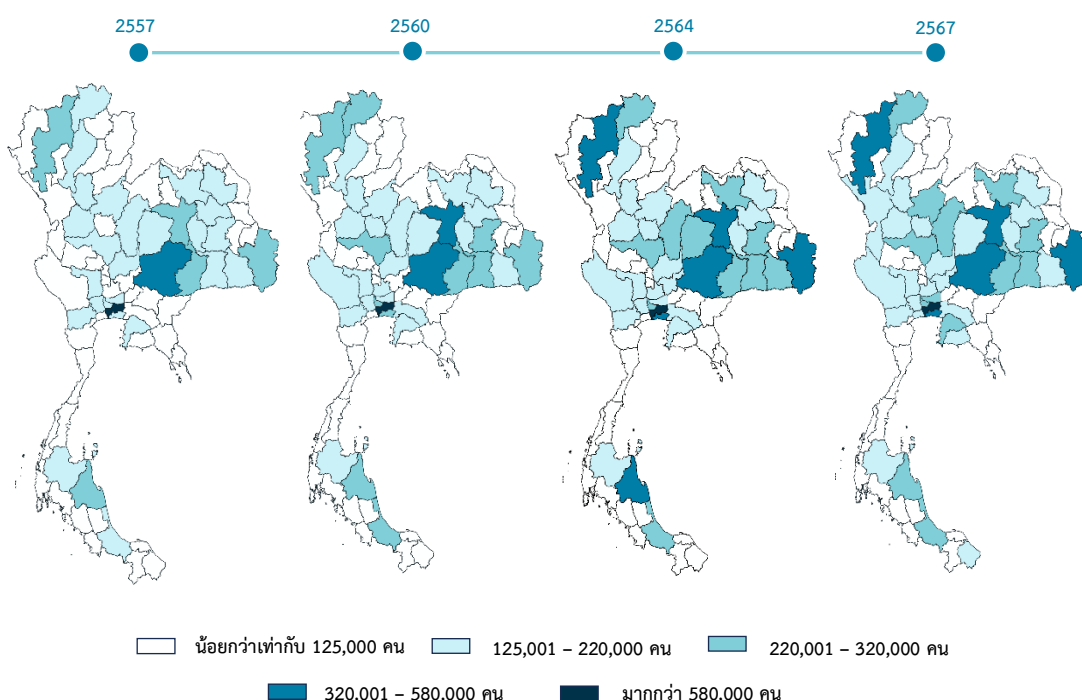 2557 2560 2564 2567
น้อยกว่าเท่ากับ 125,000 คน 125,001 – 220,000 คน 220,001 – 320,000 คน
320,001 – 580,000 คน มากกว่า 580,000 คน